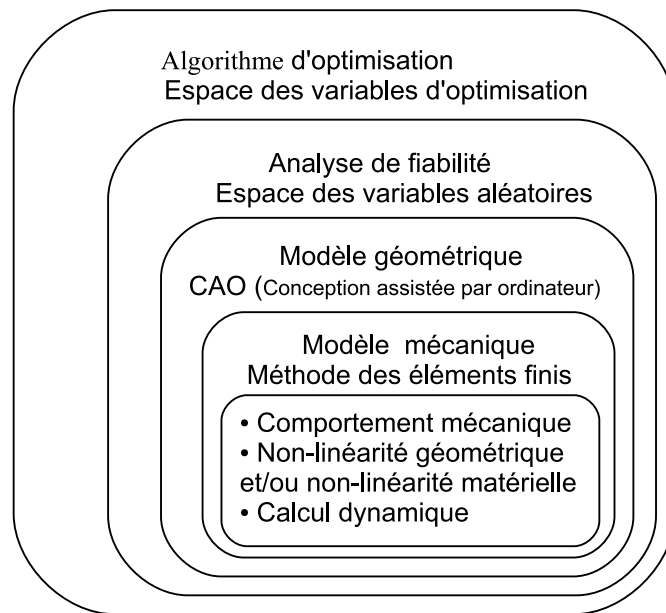 Algorithme d'optimisation
Espace des variables d'optimisation
Analyse de fiabilité
Espace des variables aléatoires
Modèle géométrique
CAO (Conception assistée par ordinateur)
Modèle mécanique
Méthode des éléments finis
• Comportement mécanique
• Non-linéarité géométrique
et/ou non-linéarité matérielle
• Calcul dynamique